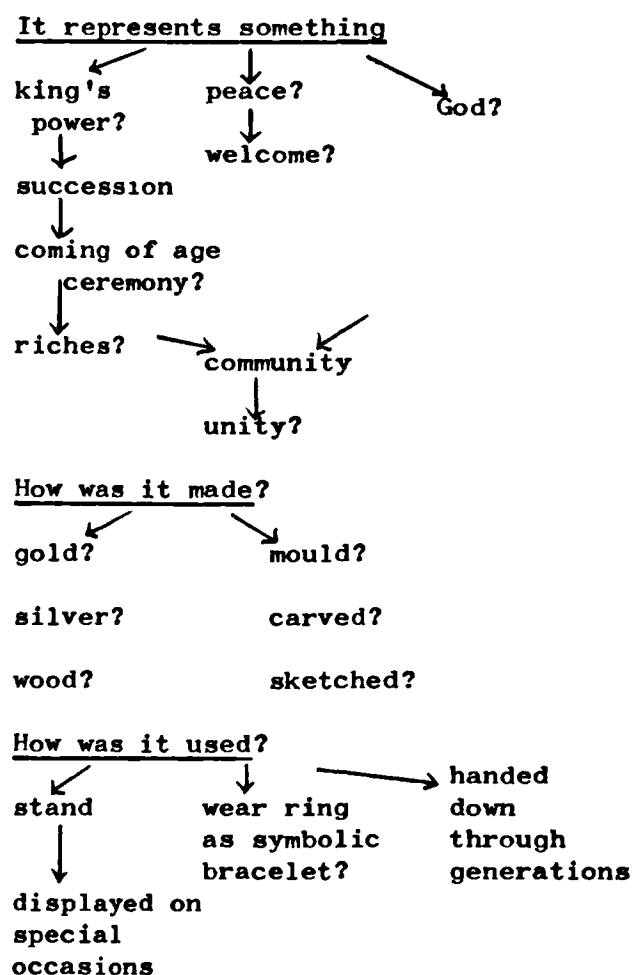 It represents something
king's
power?
peace?
God?
welcome?
succession
coming of age
ceremony?
riches?
community
unity?
How was it made?
gold?
mould?
silver?
carved?
wood?
sketched?
How was it used?
stand
wear ring
as symbolic
bracelet?
handed
down
through
generations
displayed on
special
occasions